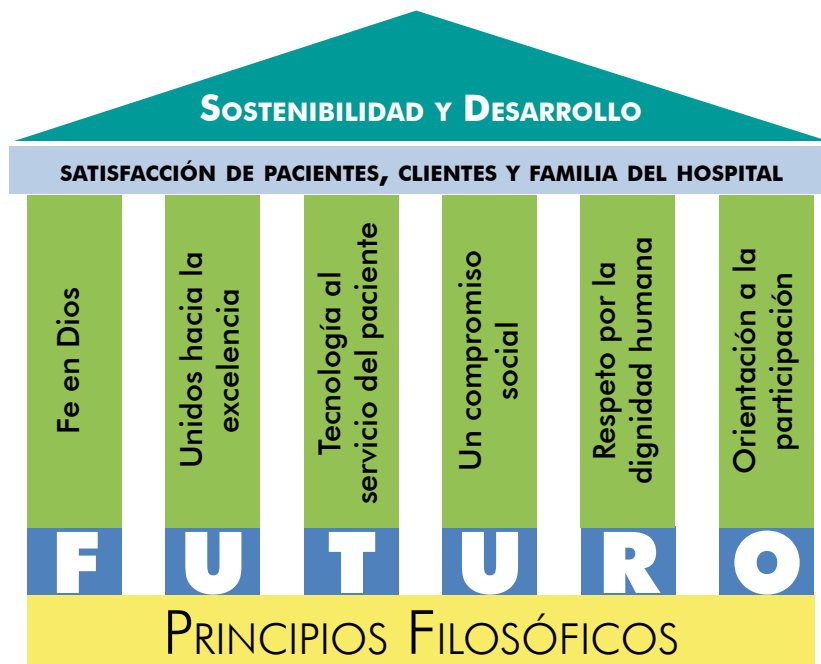 SOSTENIBILIDAD Y DESARROLLO
SATISFACCIÓN DE PACIENTES, CLIENTES Y FAMILIA DEL HOSPITAL
Fe en Dios
Unidos hacia la
excelencia
Tecnología al
servicio del paciente
Un compromiso
social
Respeto por la
dignidad humana
Orientación a la
participación
F U T U R O
PRINCIPIOS FILOSÓFICOS